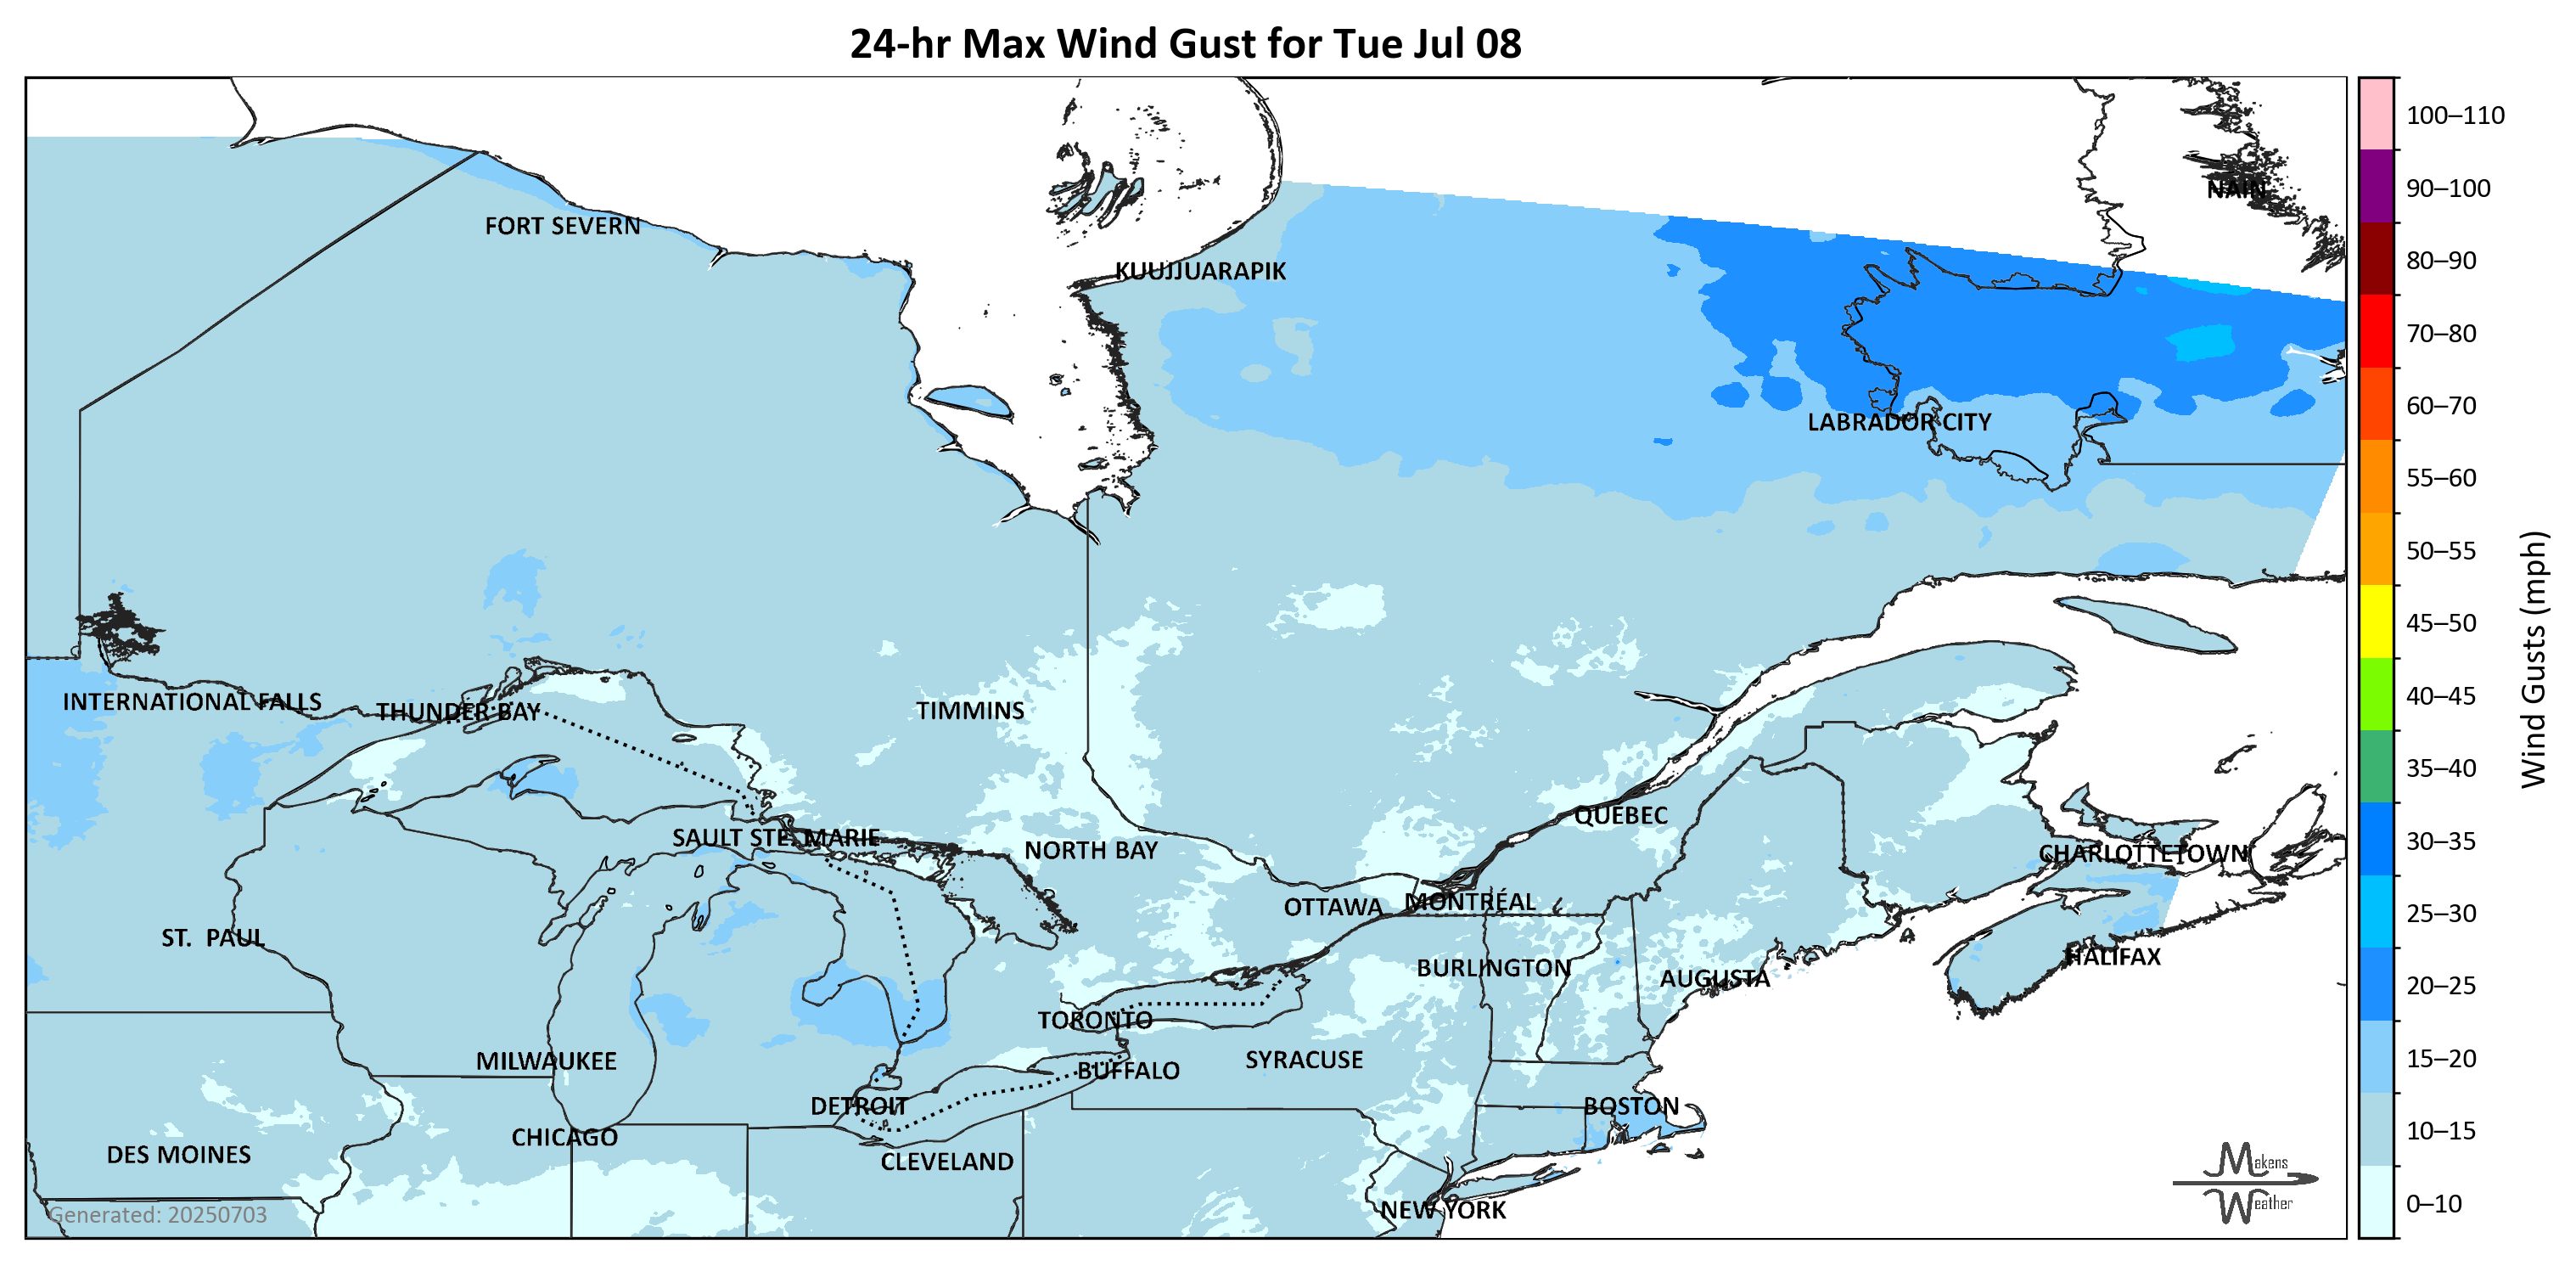 24-hr Max Wind Gust for Tue Jul 08
100–110
90–100
NAIN
FORT SEVERN
80–90
KUUJJUARAPIK
70–80
60–70
LABRADOR CITY
55–60
50–55
45–50
Wind Gusts (mph)
INTERNATIONAL FALLS
THUNDER BAY
TIMMINS
40–45
35–40
QUEBEC
SAULT STE. MARIE
30–35
NORTH BAY
CHARLOTTETOWN
OTTAWA
MONTRÉAL
25–30
ST. PAUL
HALIFAX
BURLINGTON
AUGUSTA
20–25
TORONTO
MILWAUKEE
SYRACUSE
15–20
BUFFALO
DETROIT
BOSTON
10–15
CHICAGO
DES MOINES
CLEVELAND
Makens
Weather
0–10
NEW YORK
Generated: 20250703